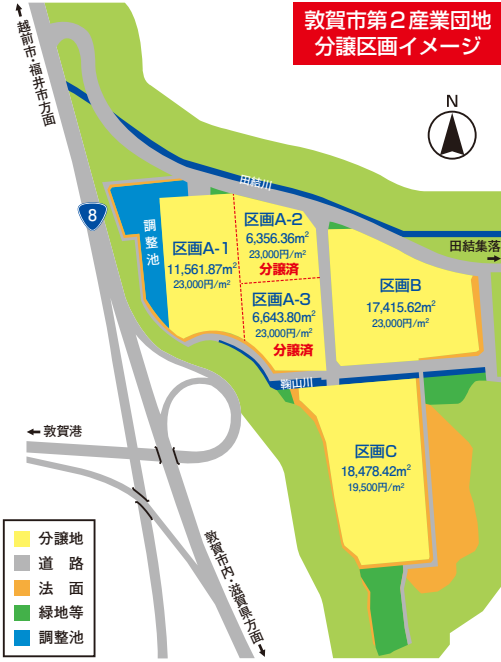 敦賀市第２産業団地
分譲区画イメージ
越前市・福井市方面
N
8
田結川
調整池
区画A-1
11,561.87m²
23,000円/m²
区画A-2
6,356.36m²
23,000円/m²
分譲済
区画A-3
6,643.80m²
23,000円/m²
分譲済
田結集落
区画B
17,415.62m²
23,000円/m²
鞠山川
区画C
18,478.42m²
19,500円/m²
敦賀港
敦賀市内・滋賀県方面
分譲地
道　路
法　面
緑地等
調整池